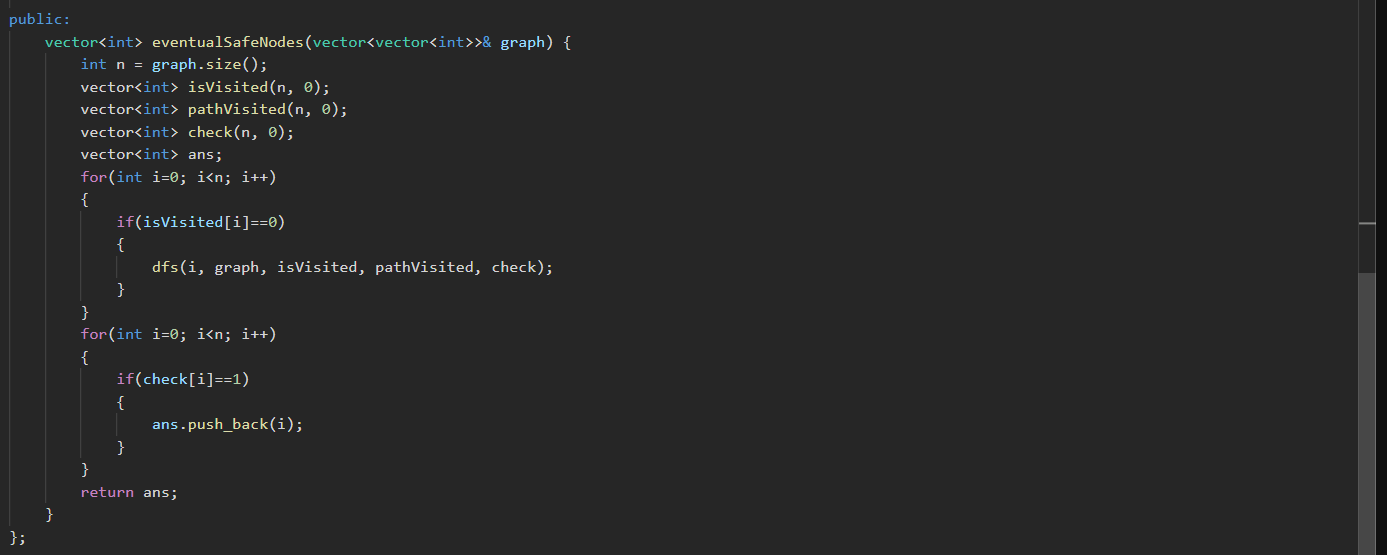 public:
    vector<int> eventualSafeNodes(vector<vector<int>>& graph) {
        int n = graph.size();
        vector<int> isVisited(n, 0);
        vector<int> pathVisited(n, 0);
        vector<int> check(n, 0);
        vector<int> ans;
        for(int i=0; i<n; i++)
        {
            if(isVisited[i]==0)
            {
                dfs(i, graph, isVisited, pathVisited, check);
            }
        }
        for(int i=0; i<n; i++)
        {
            if(check[i]==1)
            {
                ans.push_back(i);
            }
        }
        return ans;
    }
};